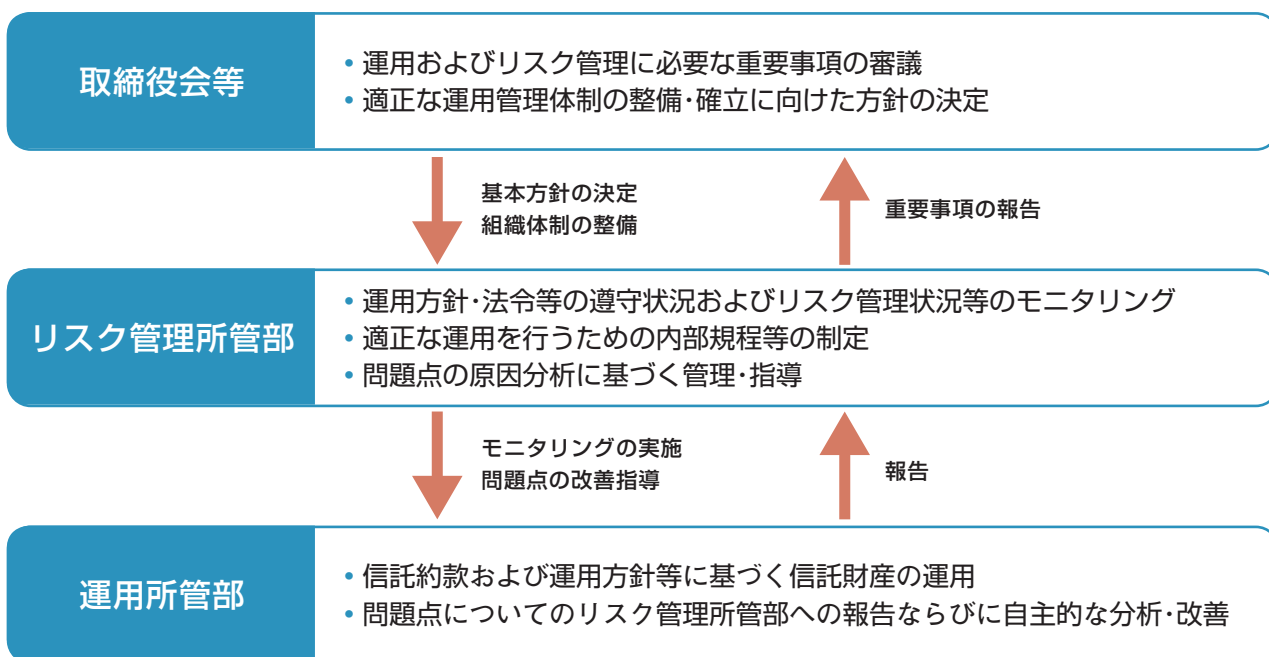 取締役会等
• 運用およびリスク管理に必要な重要事項の審議
• 適正な運用管理体制の整備・確立に向けた方針の決定
基本方針の決定
組織体制の整備
重要事項の報告
リスク管理所管部
• 運用方針・法令等の遵守状況およびリスク管理状況等のモニタリング
• 適正な運用を行うための内部規程等の制定
• 問題点の原因分析に基づく管理・指導
モニタリングの実施
問題点の改善指導
報告
運用所管部
• 信託約款および運用方針等に基づく信託財産の運用
• 問題点についてのリスク管理所管部への報告ならびに自主的な分析・改善